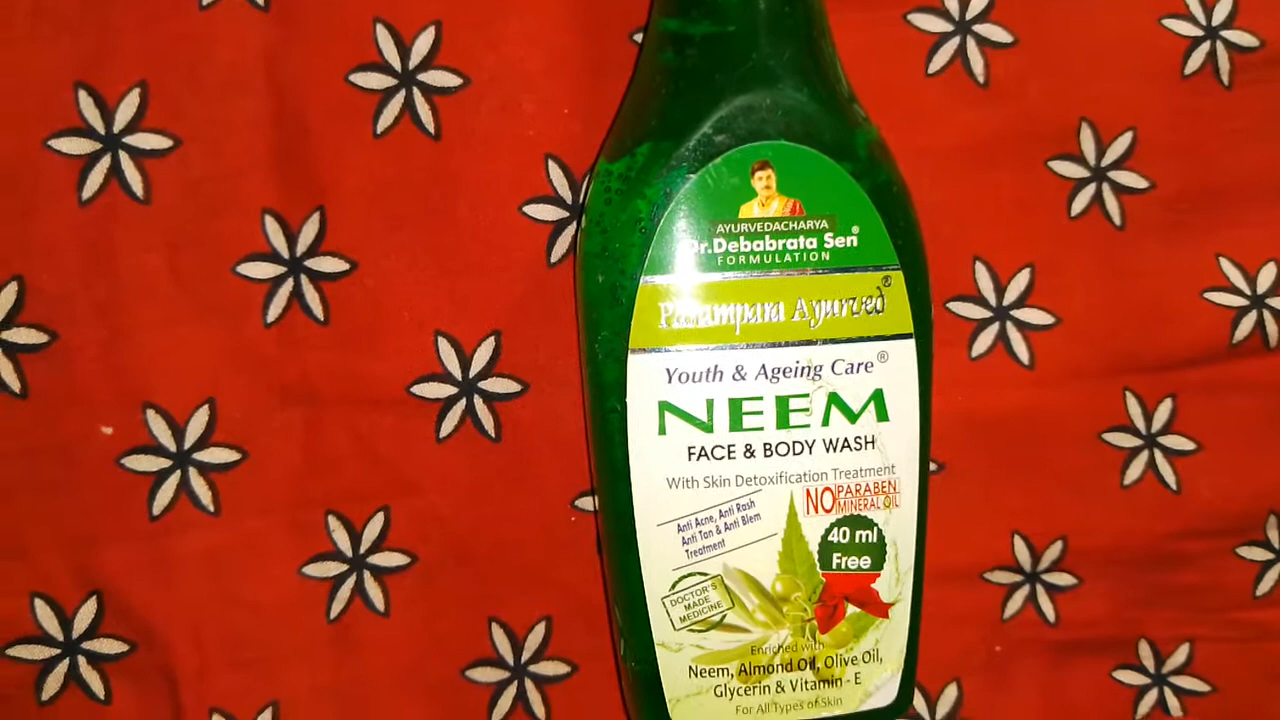 AYURVEDACHARYA
Dr.Debabrata Sen®
FORMULATION
Parampara Ayurved®
Youth & Ageing Care®
NEEM
FACE & BODY WASH
With Skin Detoxification Treatment
NO PARABEN
MINERAL OIL
Anti Acne, Anti Rash
Anti Tan & Anti Blem
Treatment
40 ml
Free
DOCTOR'S
MADE
MEDICINE
Enriched with
Neem, Almond Oil, Olive Oil,
Glycerin & Vitamin - E
For All Types of Skin